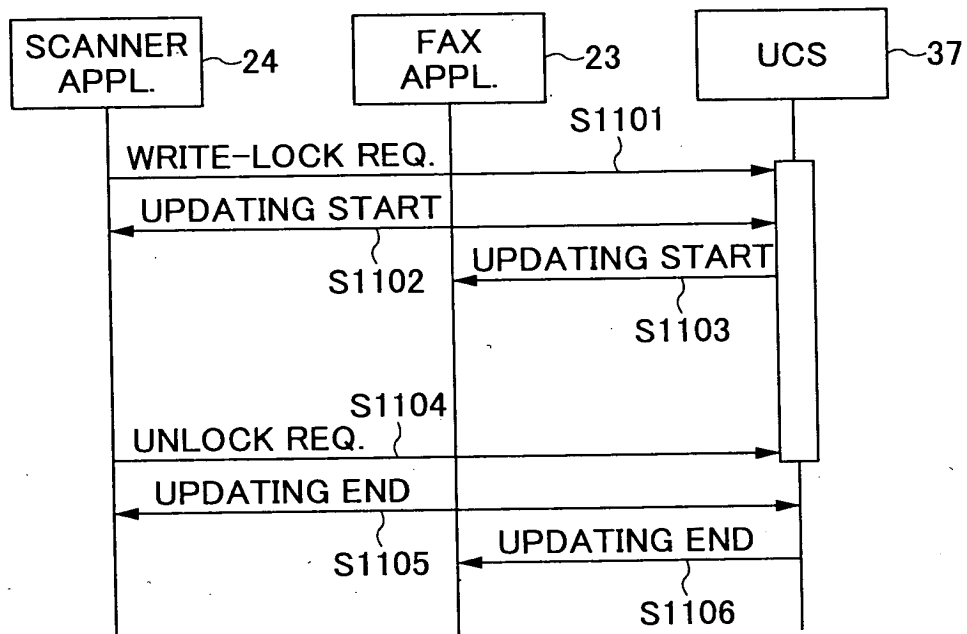 SCANNER
APPL.
24
FAX
APPL.
23
UCS
37
S1101
WRITE-LOCK REQ.
UPDATING START
S1102
UPDATING START
S1103
S1104
UNLOCK REQ.
UPDATING END
S1105
UPDATING END
S1106